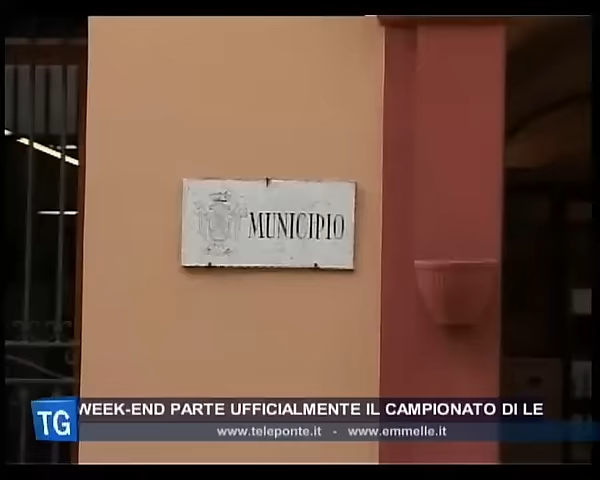 MUNICIPIO
TG
WEEK-END PARTE UFFICIALMENTE IL CAMPIONATO DI LE
www.teleponte.it - www.emmelle.it